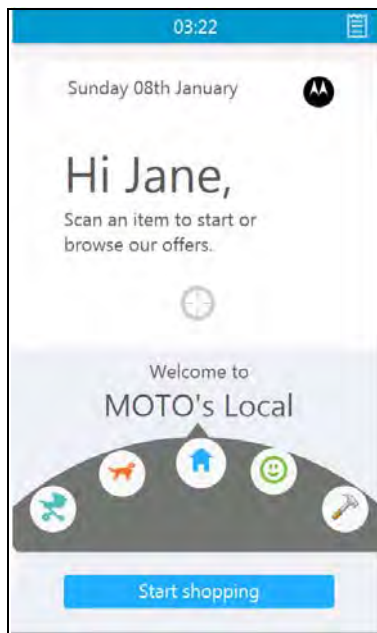 03:22
Sunday 08th January
Hi Jane,
Scan an item to start or
browse our offers.
Welcome to
MOTO's Local
Start shopping